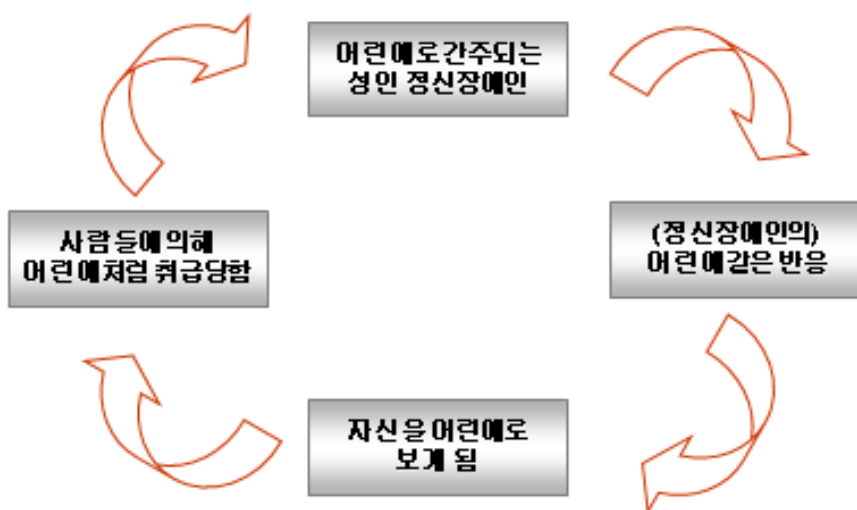 어린애로간주되는
성인 정신장애인
(정신장애인의)
어린애같은 반응
자신을어린애로
보게 됨
사람들에의해
어린애처럼 취급당함